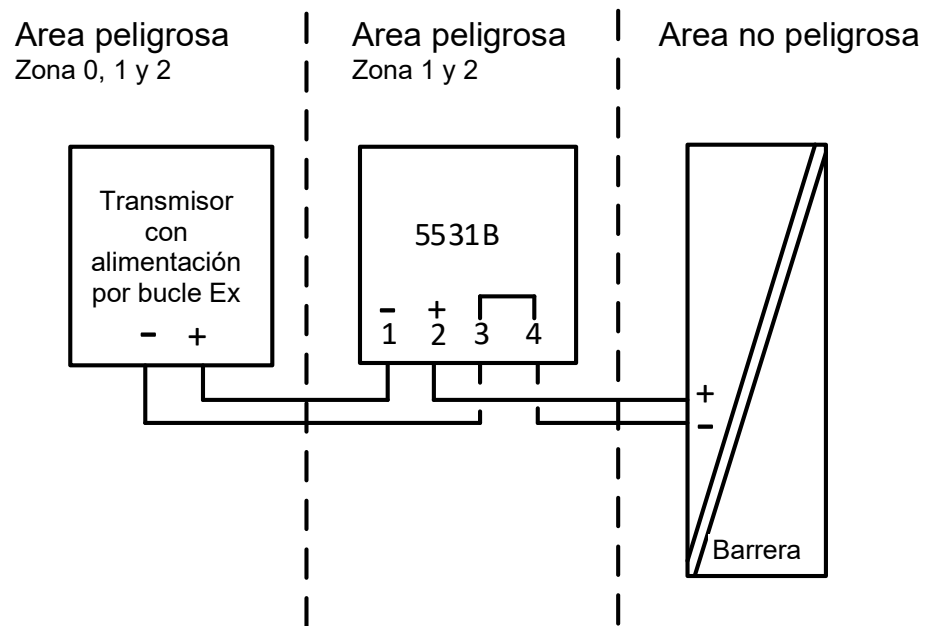 Area peligrosa
Zona 0, 1 y 2
Area peligrosa
Zona 1 y 2
Area no peligrosa
Transmisor
con
alimentación
por bucle Ex
- +
5531B
- +
1 2 3 4
+
-
Barrera